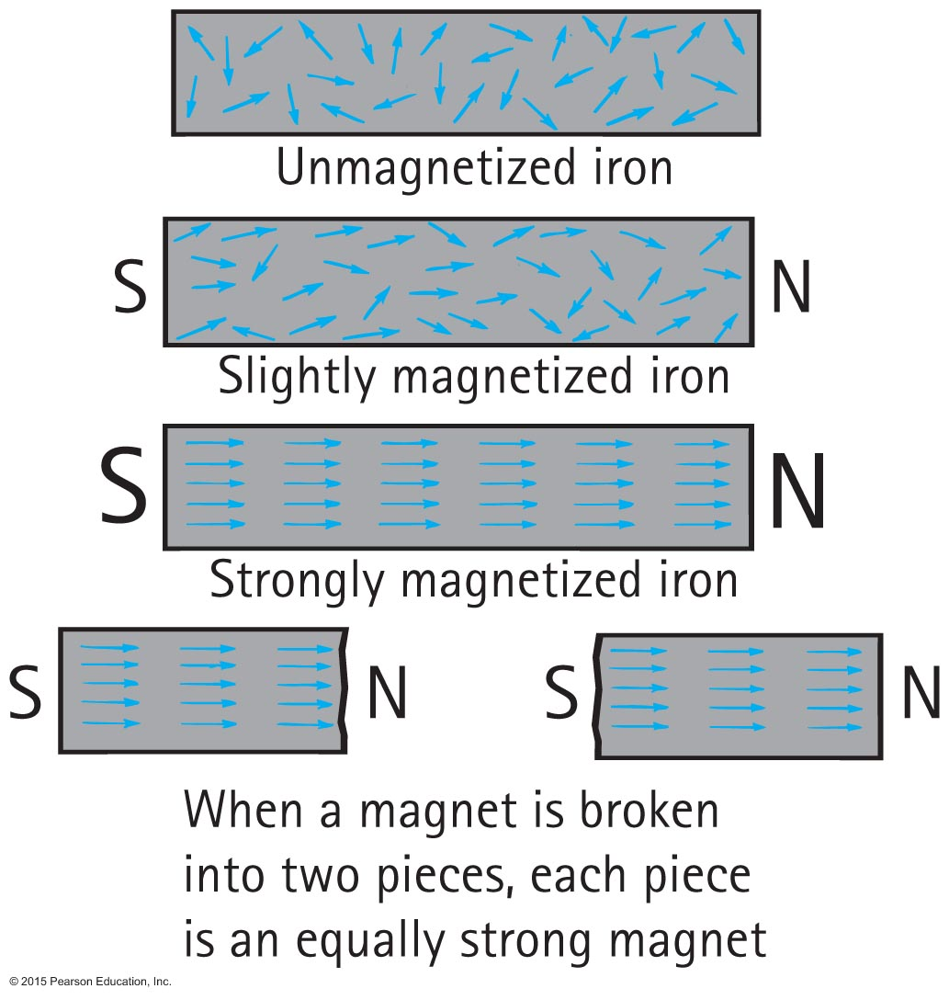 Unmagnetized iron
S N
Slightly magnetized iron
S N
Strongly magnetized iron
S N S N
When a magnet is broken
into two pieces, each piece
is an equally strong magnet
© 2015 Pearson Education, Inc.